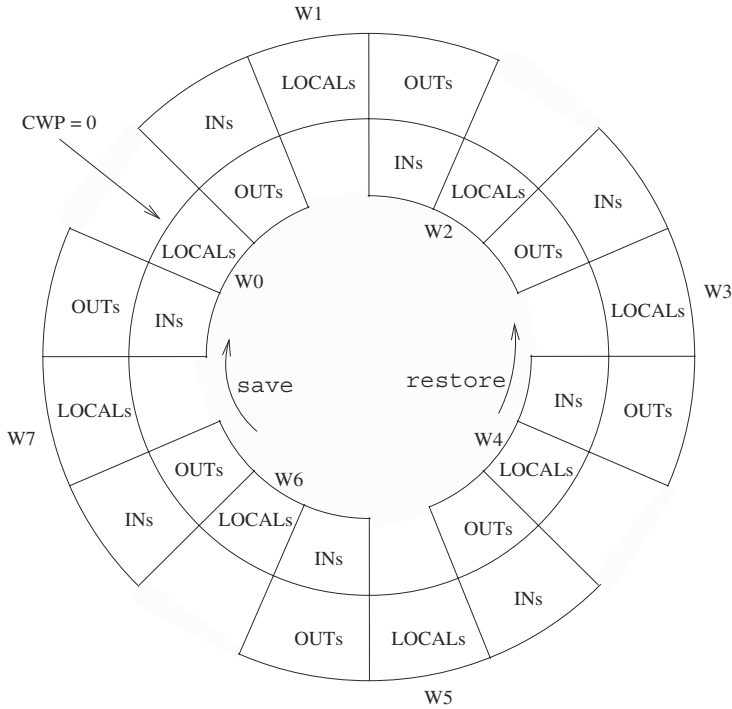 W1
LOCALs
OUTs
INs
CWP = 0
INs
OUTs
LOCALs
INs
W2
OUTs
LOCALs
W0
W3
OUTs
INs
LOCALs
save
restore
INs
OUTs
LOCALs
W7
W4
OUTs
W6
LOCALs
INs
LOCALs
OUTs
INs
INs
OUTs
LOCALs
W5